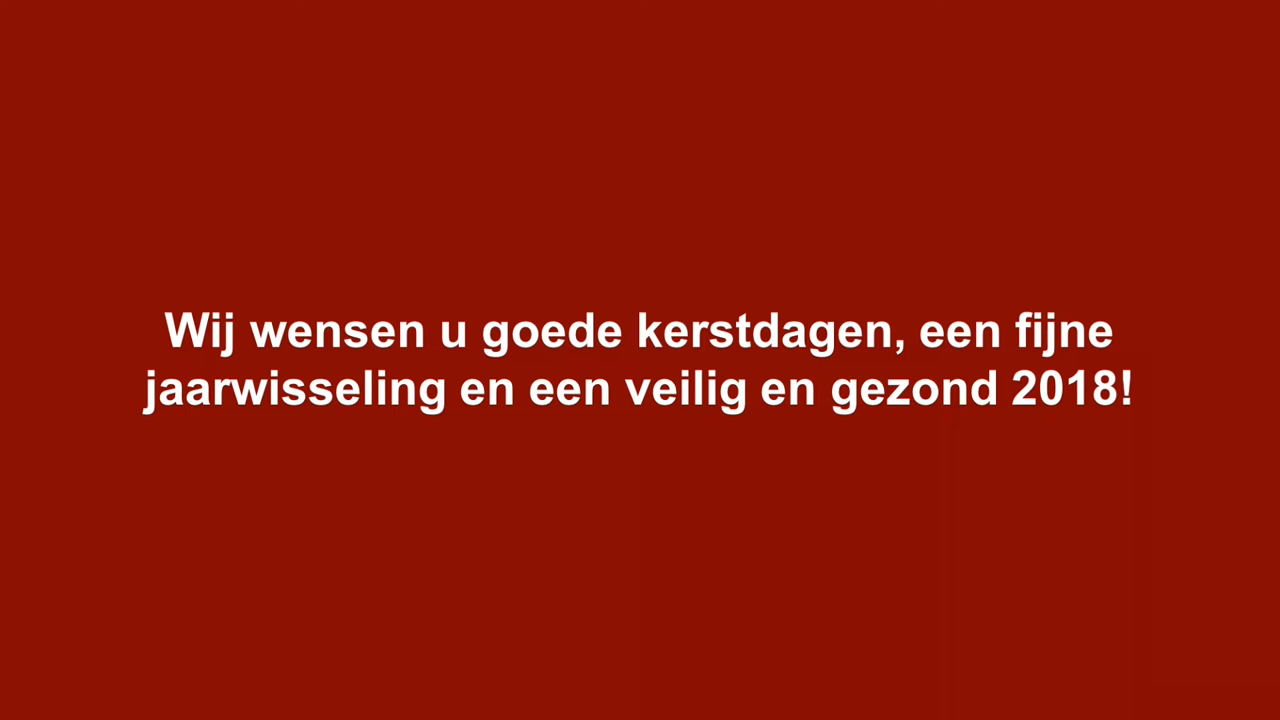 Wij wensen u goede kerstdagen, een fijne
jaarwisseling en een veilig en gezond 2018!